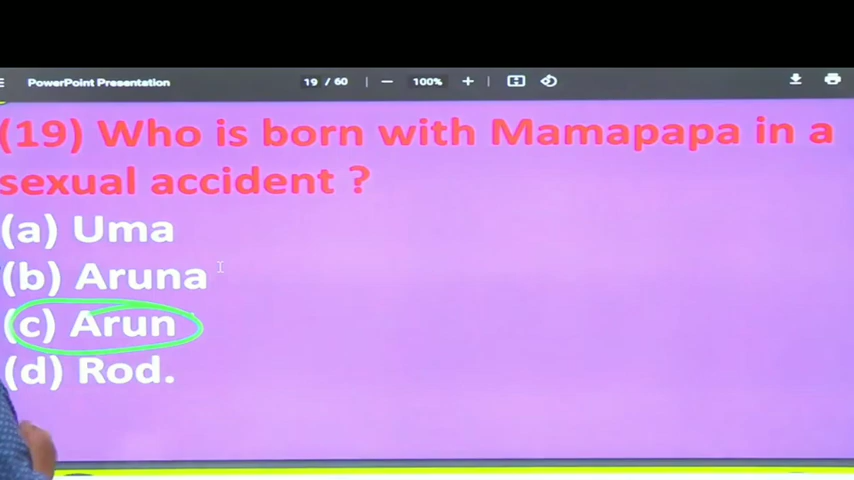 PowerPoint Presentation
19 / 60
100%
(19) Who is born with Mamapapa in a
sexual accident ?
(a) Uma
(b) Aruna
(c) Arun
(d) Rod.